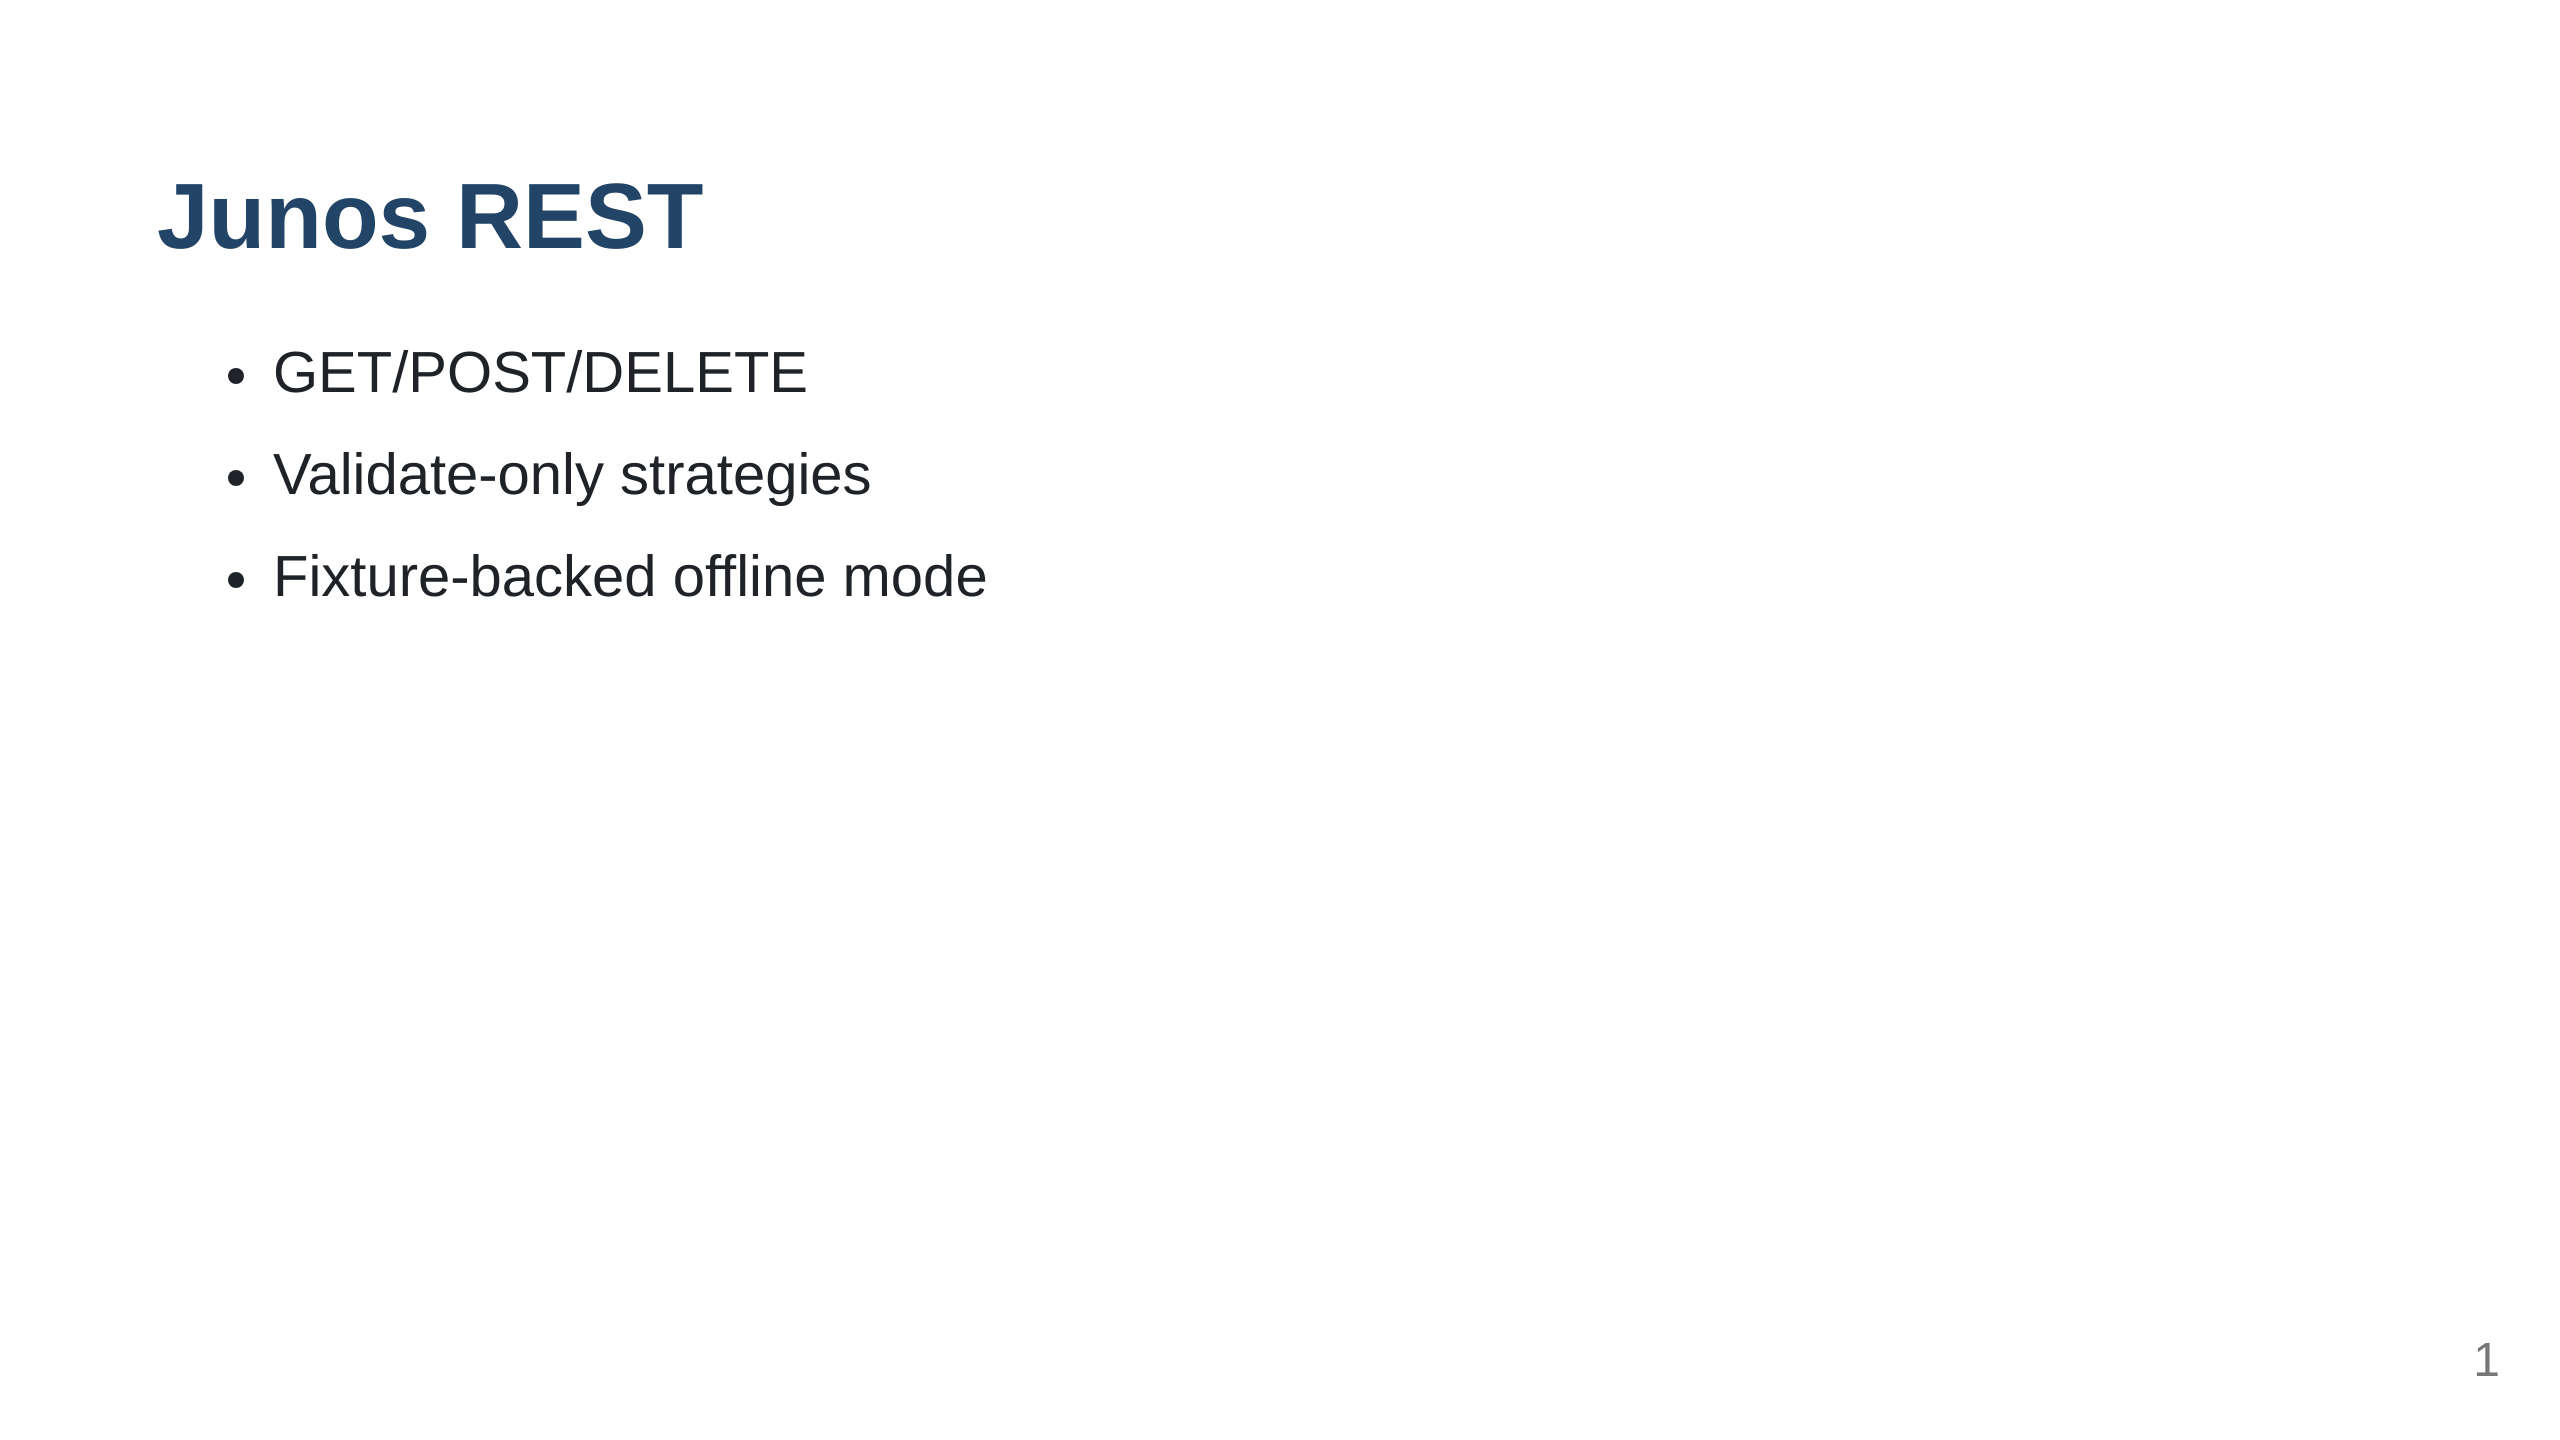 Junos REST
• GET/POST/DELETE
• Validate-only strategies
• Fixture-backed offline mode
1